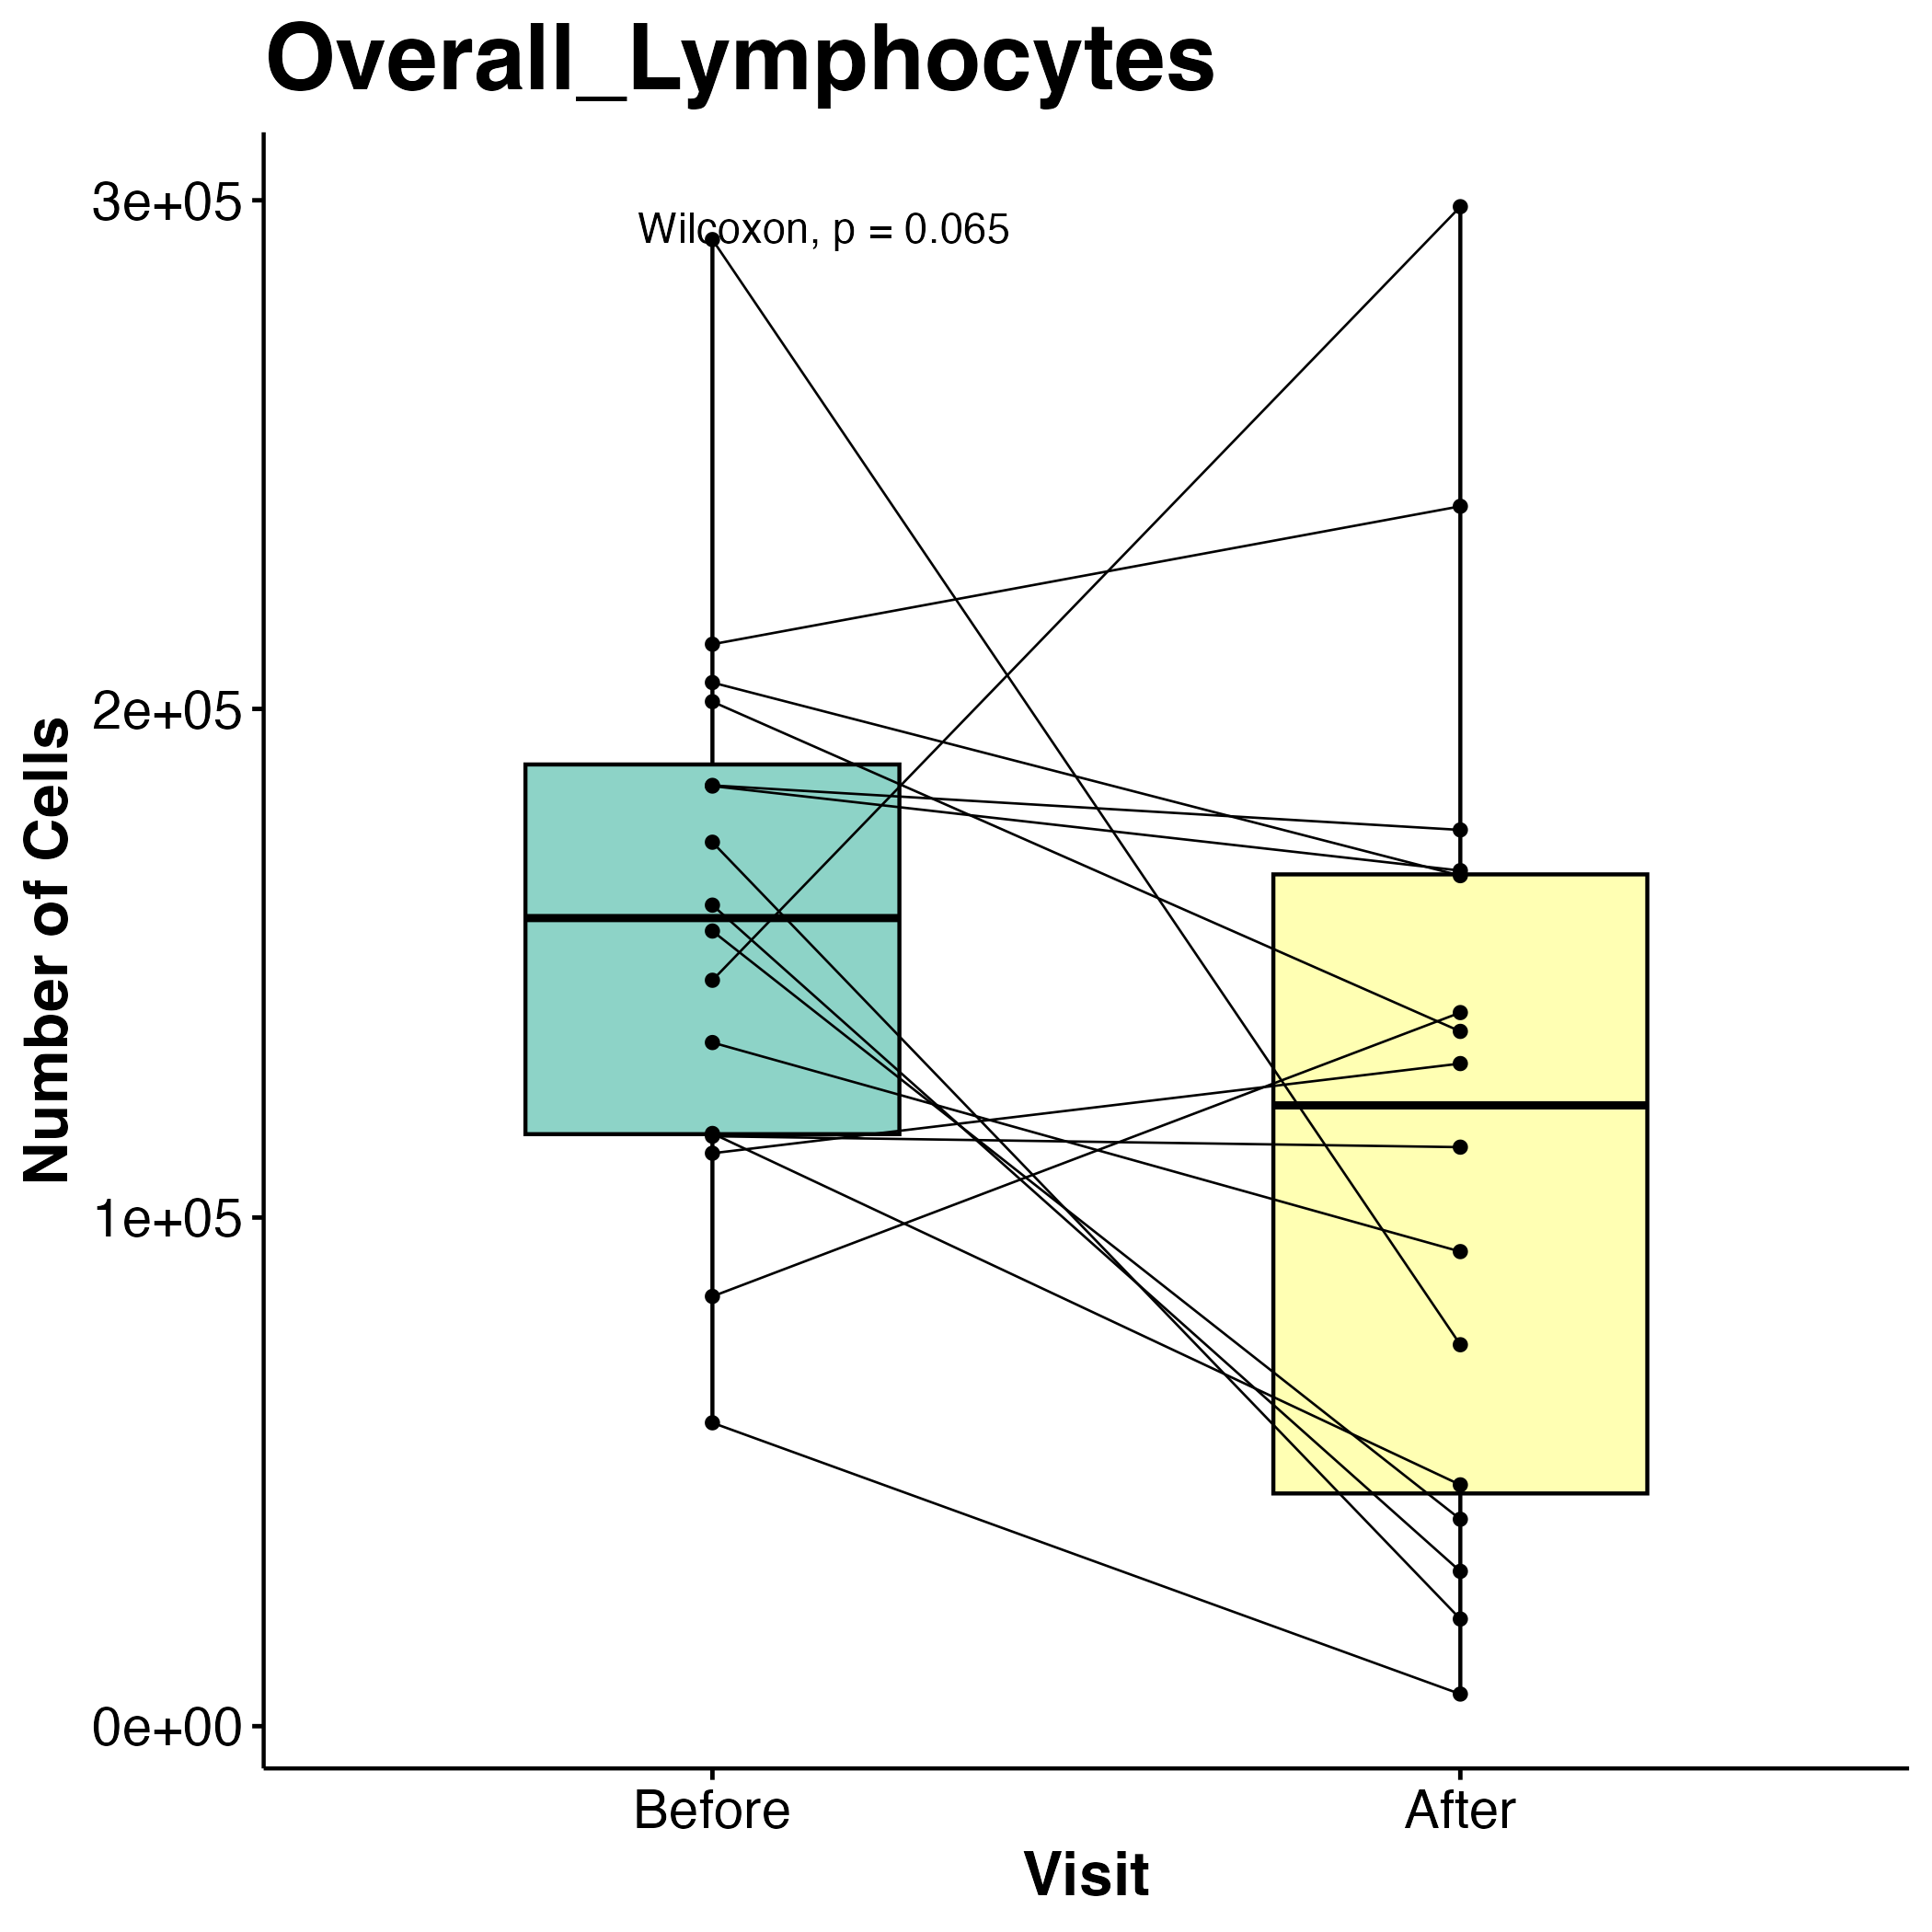 Overall_Lymphocytes
Wilcoxon, p = 0.065
Number of Cells
3e+05
2e+05
1e+05
0e+00
Before
After
Visit